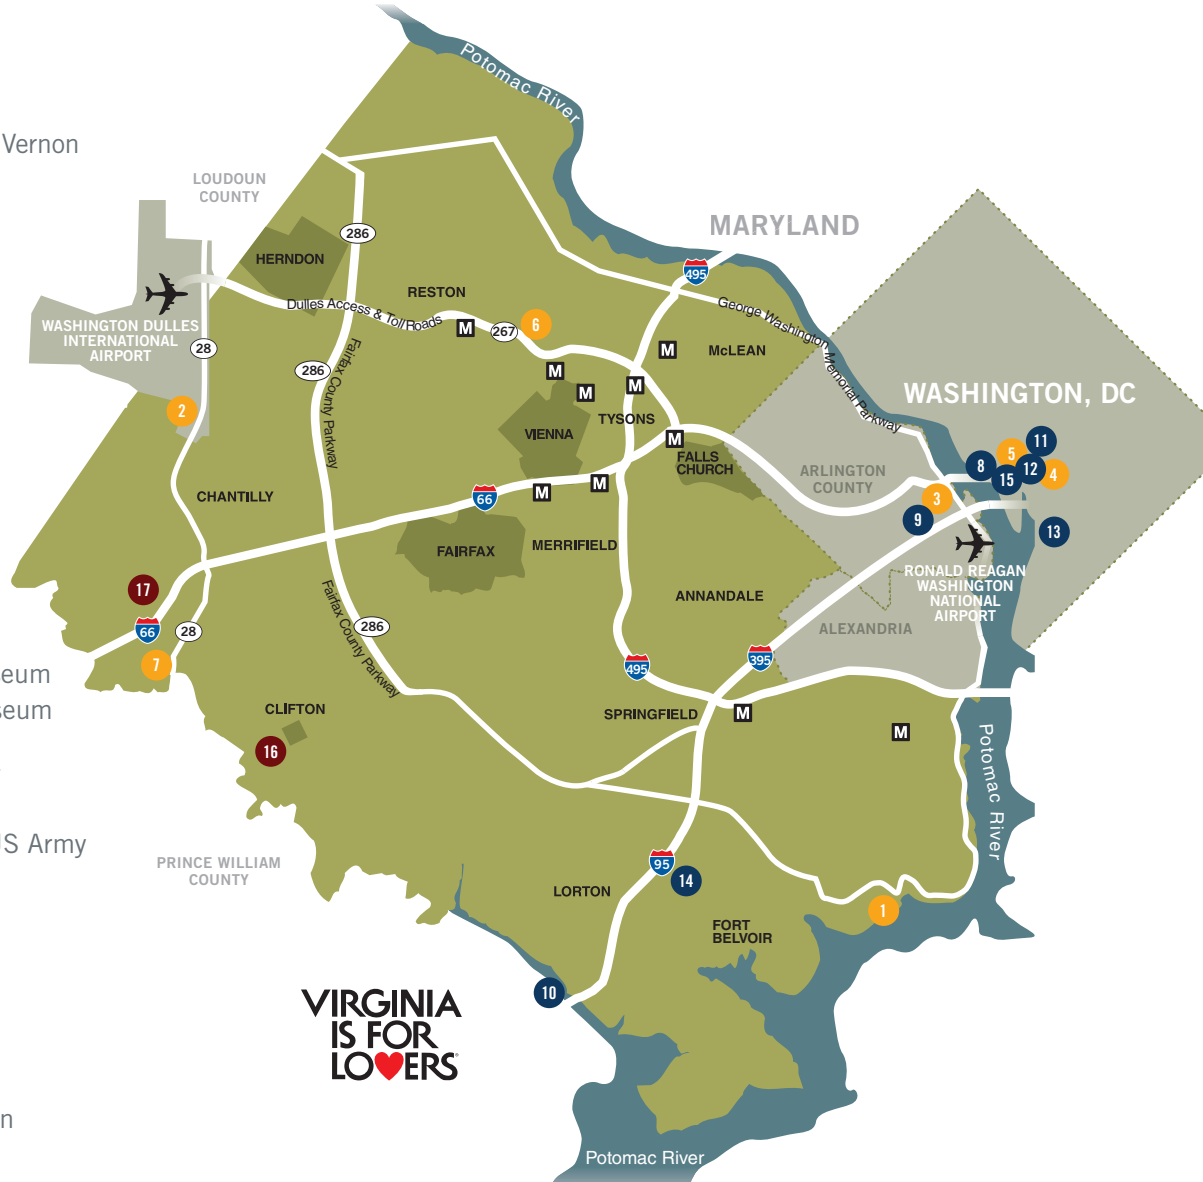 Potomac River
Vernon
LOUDOUN
COUNTY
MARYLAND
286
HERNDON
495
RESTON
Dulles Access & Toll Roads
George Washington Memorial Parkway
WASHINGTON DULLES
INTERNATIONAL
AIRPORT
M
267
6
28
M
McLEAN
286
Fairfax County Parkway
M
M
M
WASHINGTON, DC
2
TYSONS
VIENNA
M
FALLS
CHURCH
11
5
8
12
4
15
ARLINGTON
COUNTY
CHANTILLY
66
M
M
3
9
13
FAIRFAX
MERRIFIELD
RONALD REAGAN
WASHINGTON
NATIONAL
AIRPORT
17
ANNANDALE
66
28
Fairfax County Parkway
286
ALEXANDRIA
7
495
395
eum
seum
CLIFTON
SPRINGFIELD
M
M
16
Potomac River
US Army
PRINCE WILLIAM
COUNTY
95
14
LORTON
1
FORT
BELVOIR
10
VIRGINIA
IS FOR
LO♥ERS
n
Potomac River